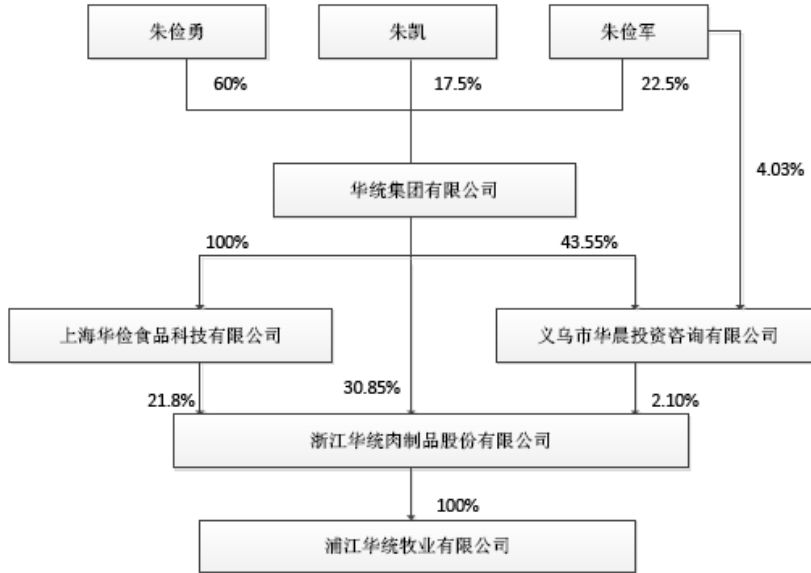 朱俭勇
朱凯
朱俭军
60%
17.5%
22.5%
4.03%
华统集团有限公司
100%
43.55%
上海华俭食品科技有限公司
义乌市华晨投资咨询有限公司
21.8%
30.85%
2.10%
浙江华统肉制品股份有限公司
100%
浦江华统牧业有限公司